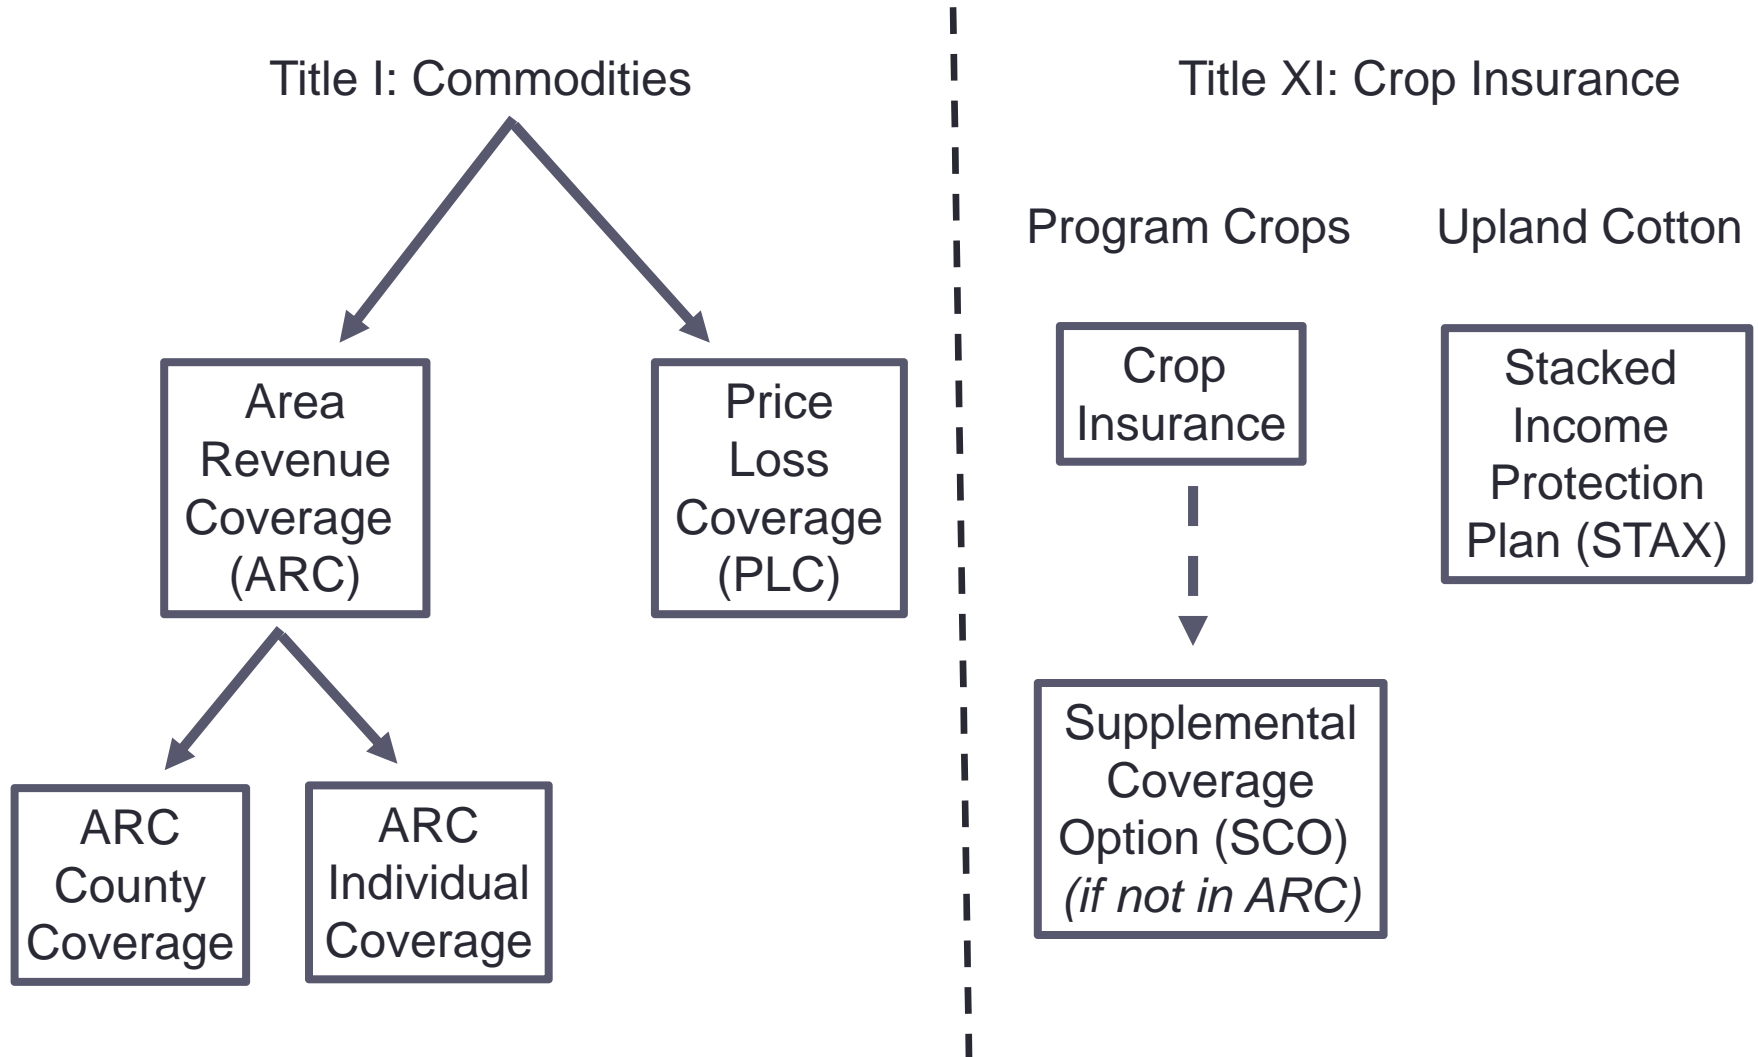 Title I: Commodities
Area
Revenue
Coverage
(ARC)
Price
Loss
Coverage
(PLC)
ARC
County
Coverage
ARC
Individual
Coverage
Title XI: Crop Insurance
Program Crops
Upland Cotton
Crop
Insurance
Stacked
Income
Protection
Plan (STAX)
Supplemental
Coverage
Option (SCO)
(if not in ARC)